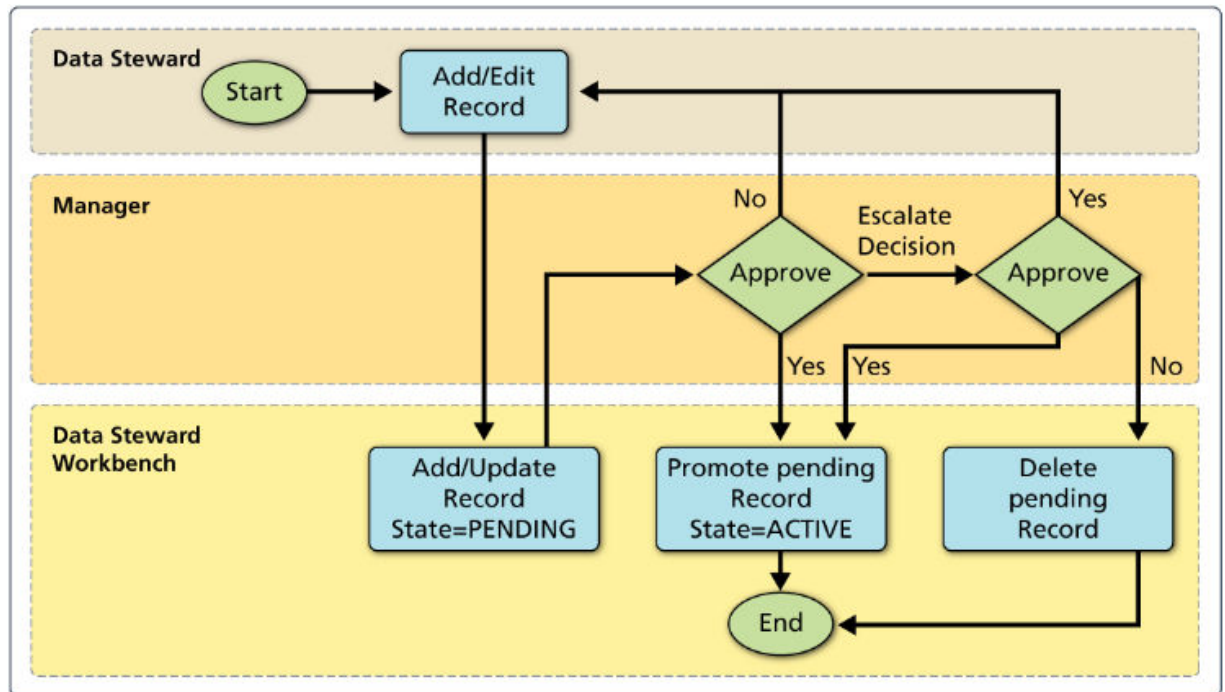 Data Steward
Start
Add/Edit
Record
Manager
No
Escalate
Decision
Yes
Approve
Approve
Yes
Yes
No
Data Steward
Workbench
Add/Update
Record
State=PENDING
Promote pending
Record
State=ACTIVE
Delete
pending
Record
End